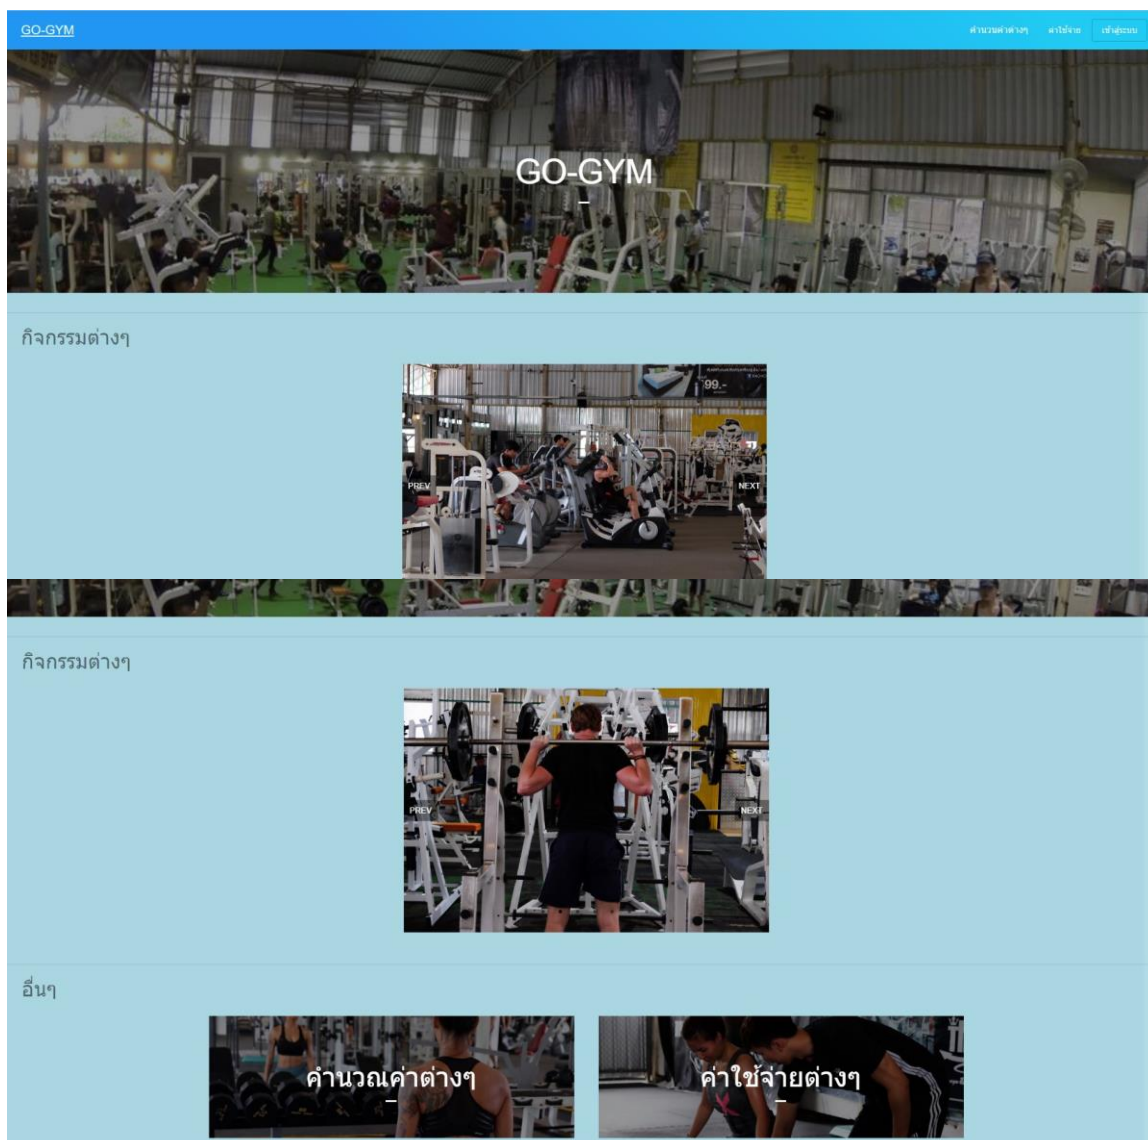 GO-GYM
คำนวนค่าต่างๆ ค่าใช้จ่าย เข้าสู่ระบบ
GO-GYM
กิจกรรมต่างๆ
99.-
PREV NEXT
กิจกรรมต่างๆ
PREV NEXT
อื่นๆ
คำนวณค่าต่างๆ ค่าใช้จ่ายต่างๆ